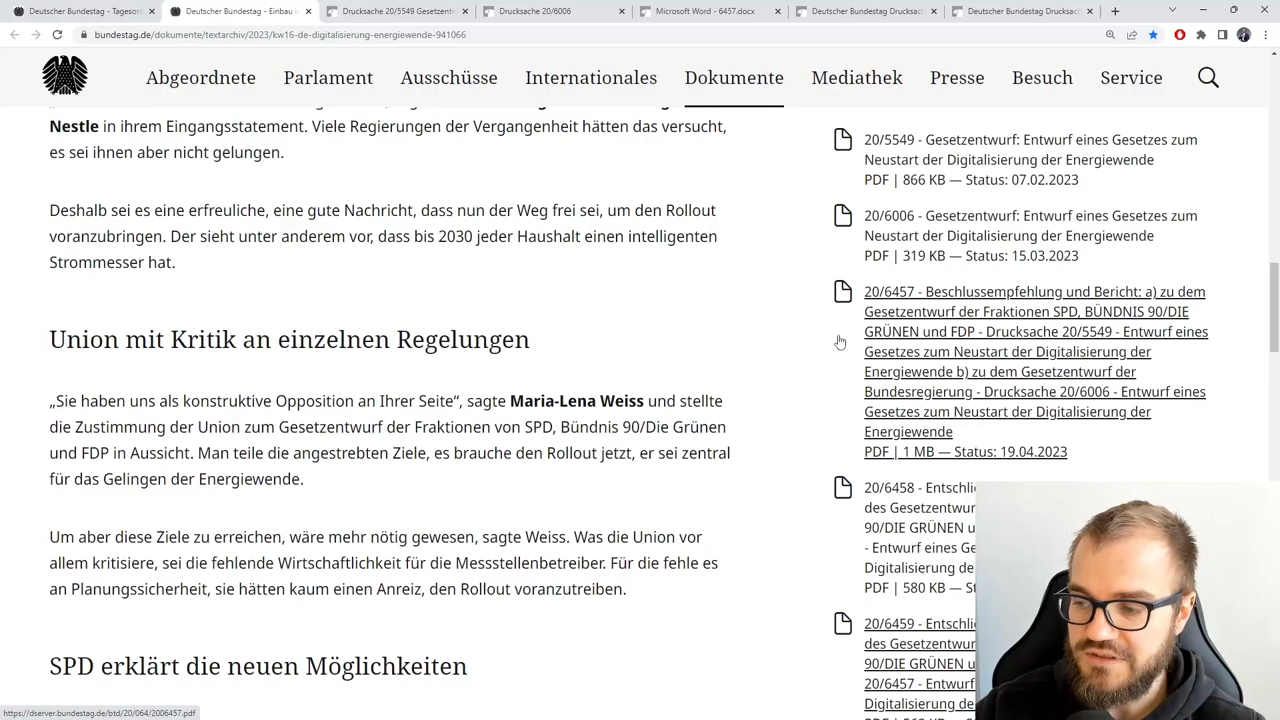 Deutscher Bundestag - Tagesor
Deutscher Bundestag - Einbau i
Drucksache 20/5549 Gesetzentw
Drucksache 20/6006
Microsoft Word - 6457.docx
Deutscher Bundestag Drucksac
Deutscher Bundestag Drucksac
bundestag.de/dokumente/textarchiv/2023/kw16-de-digitalisierung-energiewende-941066
Abgeordnete Parlament Ausschüsse Internationales Dokumente Mediathek Presse Besuch Service
Nestle in ihrem Eingangsstatement. Viele Regierungen der Vergangenheit hätten das versucht,
es sei ihnen aber nicht gelungen.
Deshalb sei es eine erfreuliche, eine gute Nachricht, dass nun der Weg frei sei, um den Rollout
voranzubringen. Der sieht unter anderem vor, dass bis 2030 jeder Haushalt einen intelligenten
Strommesser hat.
Union mit Kritik an einzelnen Regelungen
„Sie haben uns als konstruktive Opposition an Ihrer Seite“, sagte Maria-Lena Weiss und stellte
die Zustimmung der Union zum Gesetzentwurf der Fraktionen von SPD, Bündnis 90/Die Grünen
und FDP in Aussicht. Man teile die angestrebten Ziele, es brauche den Rollout jetzt, er sei zentral
für das Gelingen der Energiewende.
Um aber diese Ziele zu erreichen, wäre mehr nötig gewesen, sagte Weiss. Was die Union vor
allem kritisiere, sei die fehlende Wirtschaftlichkeit für die Messstellenbetreiber. Für die fehle es
an Planungssicherheit, sie hätten kaum einen Anreiz, den Rollout voranzutreiben.
SPD erklärt die neuen Möglichkeiten
20/5549 - Gesetzentwurf: Entwurf eines Gesetzes zum
Neustart der Digitalisierung der Energiewende
PDF | 866 KB — Status: 07.02.2023
20/6006 - Gesetzentwurf: Entwurf eines Gesetzes zum
Neustart der Digitalisierung der Energiewende
PDF | 319 KB — Status: 15.03.2023
20/6457 - Beschlussempfehlung und Bericht: a) zu dem
Gesetzentwurf der Fraktionen SPD, BÜNDNIS 90/DIE
GRÜNEN und FDP - Drucksache 20/5549 - Entwurf eines
Gesetzes zum Neustart der Digitalisierung der
Energiewende b) zu dem Gesetzentwurf der
Bundesregierung - Drucksache 20/6006 - Entwurf eines
Gesetzes zum Neustart der Digitalisierung der
Energiewende
PDF | 1 MB — Status: 19.04.2023
20/6458 - Entschli
des Gesetzentwur
90/DIE GRÜNEN u
- Entwurf eines Ge
Digitalisierung de
PDF | 580 KB — St
20/6459 - Entschli
des Gesetzentwur
90/DIE GRÜNEN u
20/6457 - Entwurf
Digitalisierung de
https://dserver.bundestag.de/btd/20/064/2006457.pdf